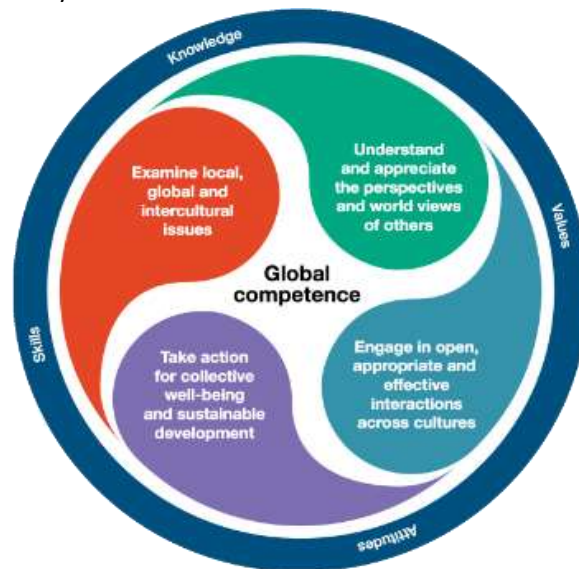 Knowledge
Understand
and appreciate
the perspectives
and world views
of others
Examine local,
global and
intercultural
issues
Values
Global
competence
Skills
Take action
for collective
well-being
and sustainable
development
Engage in open,
appropriate and
effective
interactions
across cultures
Attitudes